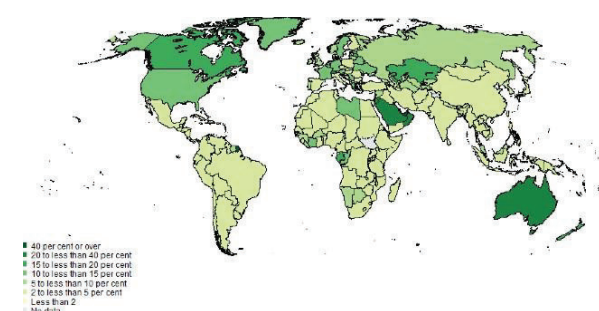 40 per cent or over
20 to less than 40 per cent
15 to less than 20 per cent
10 to less than 15 per cent
5 to less than 10 per cent
2 to less than 5 per cent
Less than 2
No data